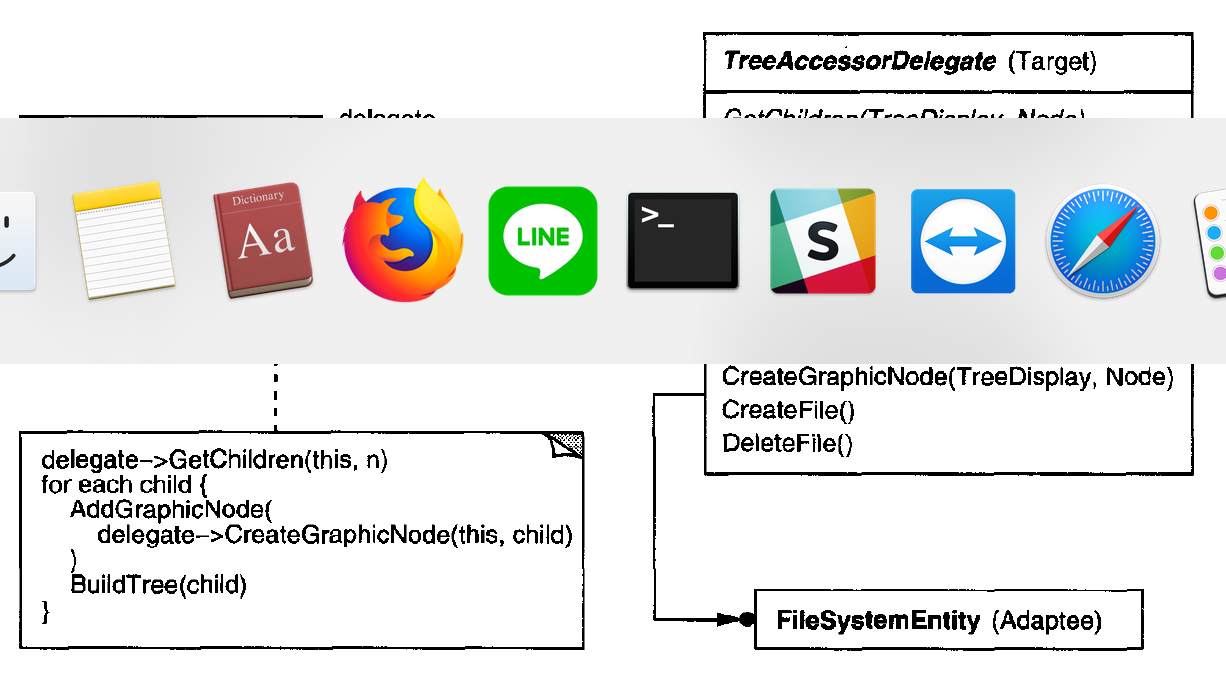 TreeAccessorDelegate (Target)
delegate
GetChildren(TreeDisplay, Node)
Dictionary
Aa
LINE
>_
S
CreateGraphicNode(TreeDisplay, Node)
CreateFile()
DeleteFile()
delegate–>GetChildren(this, n)
for each child {
AddGraphicNode(
delegate–>CreateGraphicNode(this, child)
)
BuildTree(child)
}
FileSystemEntity (Adaptee)